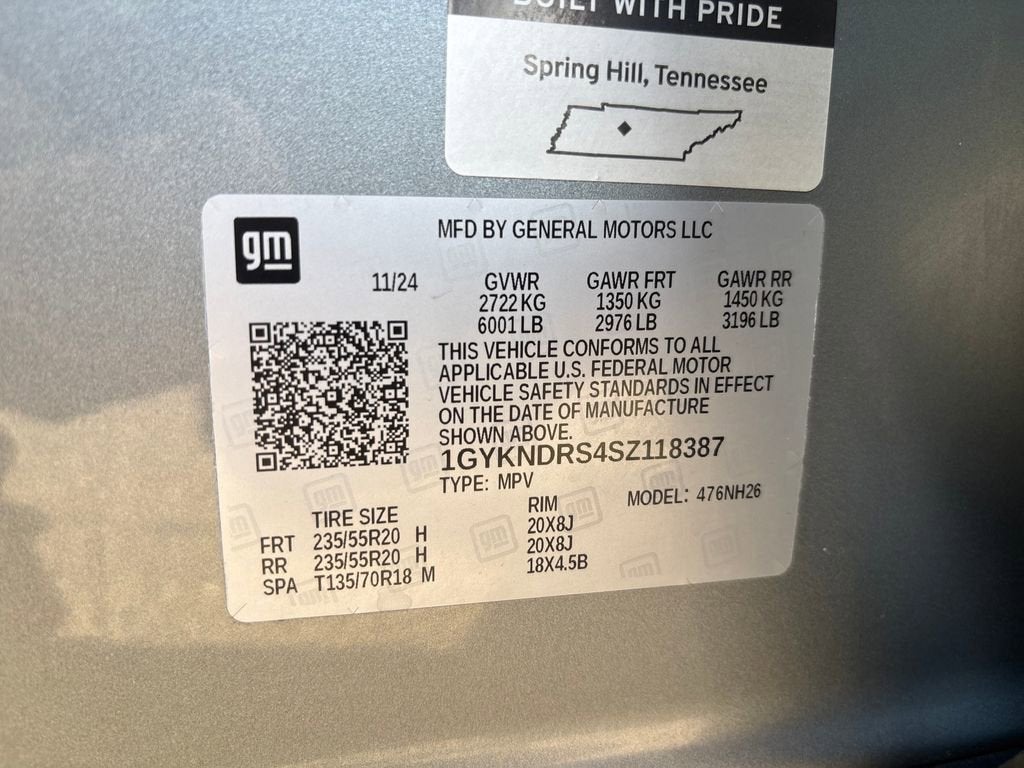 BUILT WITH PRIDE
Spring Hill, Tennessee
gm
MFD BY GENERAL MOTORS LLC
11/24 GVWR GAWR FRT GAWR RR
2722 KG 1350 KG 1450 KG
6001 LB 2976 LB 3196 LB
THIS VEHICLE CONFORMS TO ALL
APPLICABLE U.S. FEDERAL MOTOR
VEHICLE SAFETY STANDARDS IN EFFECT
ON THE DATE OF MANUFACTURE
SHOWN ABOVE.
1GYKNDRS4SZ118387
TYPE: MPV MODEL: 476NH26
TIRE SIZE RIM
FRT 235/55R20 H 20X8J
RR 235/55R20 H 20X8J
SPA T135/70R18 M 18X4.5B